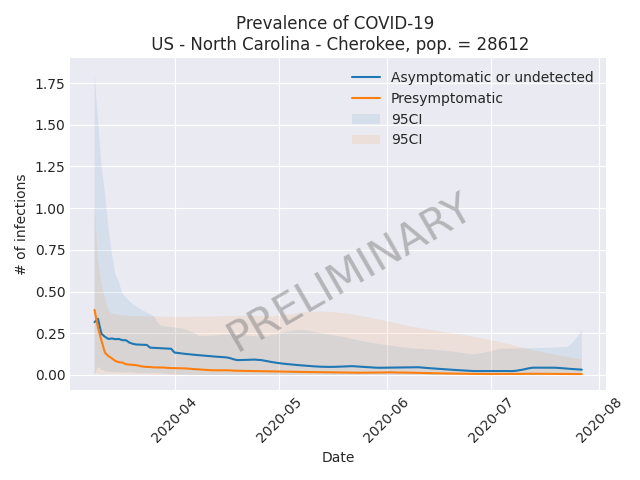 Prevalence of COVID-19
US - North Carolina - Cherokee, pop. = 28612
Asymptomatic or undetected
Presymptomatic
95CI
95CI
PRELIMINARY
# of infections
1.75
1.50
1.25
1.00
0.75
0.50
0.25
0.00
2020-04
2020-05
2020-06
2020-07
2020-08
Date